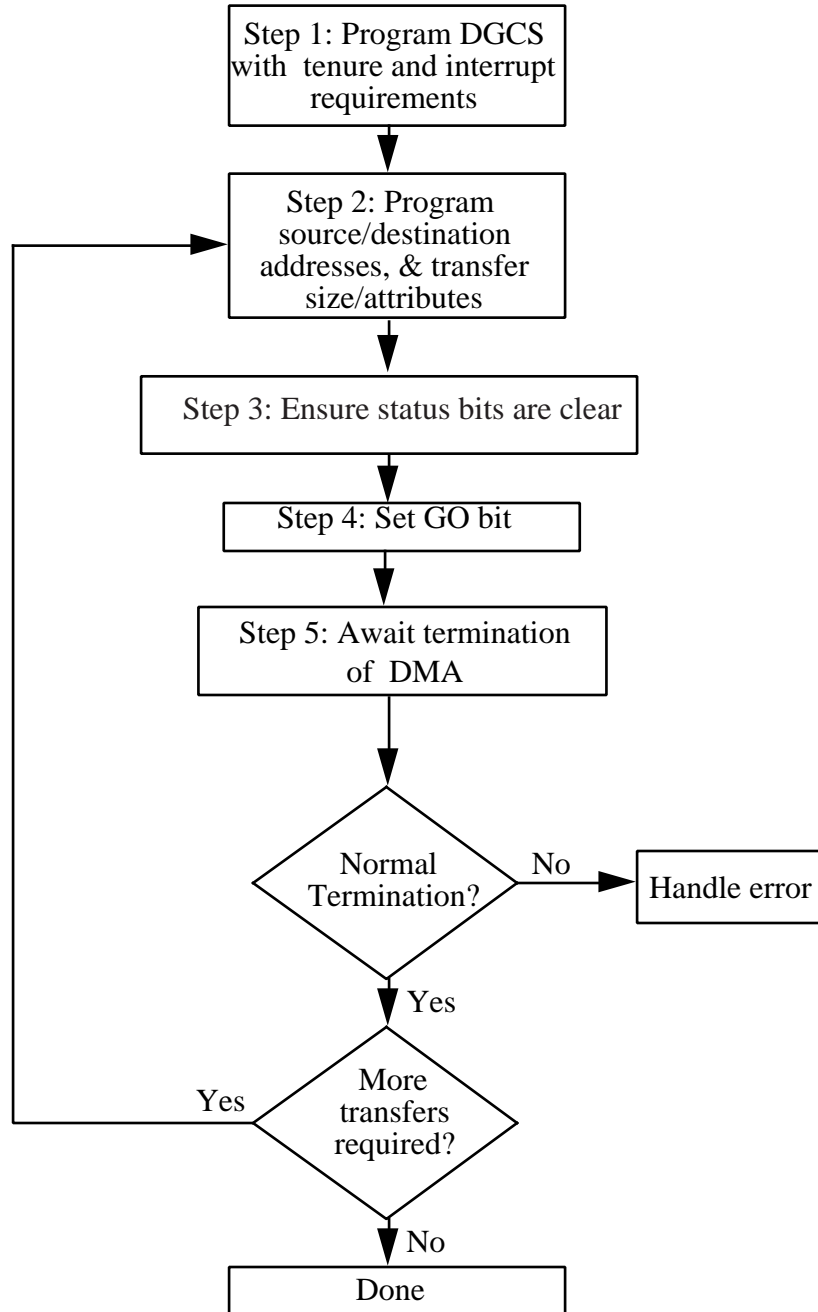 Step 1: Program DGCS
with  tenure and interrupt
requirements
Step 2: Program
source/destination
addresses, & transfer
size/attributes
Step 3: Ensure status bits are clear
Step 4: Set GO bit
Step 5: Await termination
of  DMA
Normal
Termination?
No
Handle error
Yes
More
transfers
required?
Yes
No
Done